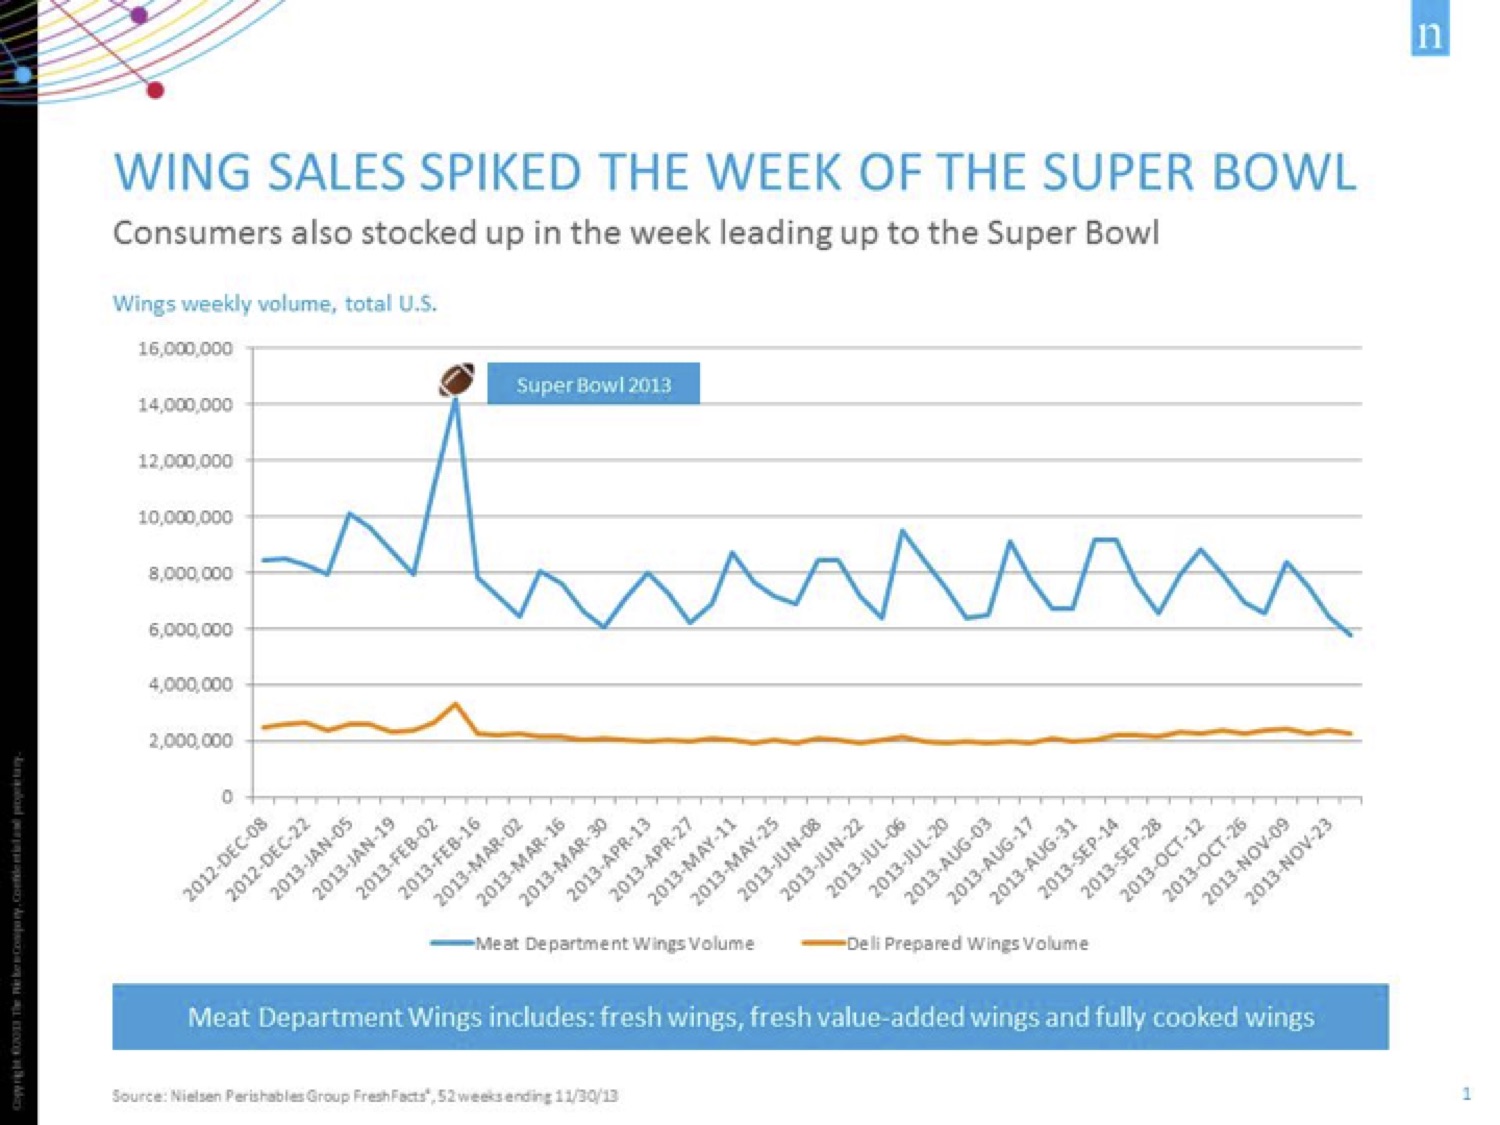 n
WING SALES SPIKED THE WEEK OF THE SUPER BOWL
Consumers also stocked up in the week leading up to the Super Bowl
Wings weekly volume, total U.S.
16,000,000
14,000,000
12,000,000
10,000,000
8,000,000
6,000,000
4,000,000
2,000,000
0
Super Bowl 2013
2012-DEC-08
2012-DEC-22
2013-JAN-05
2013-JAN-19
2013-FEB-02
2013-FEB-16
2013-MAR-02
2013-MAR-16
2013-MAR-30
2013-APR-13
2013-APR-27
2013-MAY-11
2013-MAY-25
2013-JUN-08
2013-JUN-22
2013-JUL-06
2013-JUL-20
2013-AUG-03
2013-AUG-17
2013-AUG-31
2013-SEP-14
2013-SEP-28
2013-OCT-12
2013-OCT-26
2013-NOV-09
2013-NOV-23
Meat Department Wings Volume
Deli Prepared Wings Volume
Meat Department Wings includes: fresh wings, fresh value-added wings and fully cooked wings
Source: Nielsen Perishables Group FreshFacts®, 52 weeks ending 11/30/13
1
Copyright ©2013 The Nielsen Company. Confidential and proprietary.